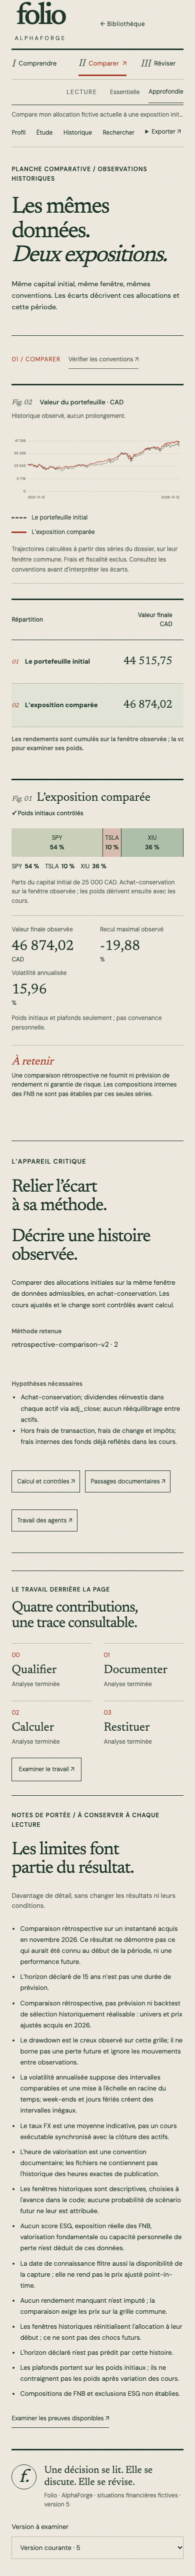 folio
ALPHAFORGE
← Bibliothèque
I Comprendre
II Comparer ↗
III Réviser
LECTURE Essentielle Approfondie
Compare mon allocation fictive actuelle à une exposition init...
Profil Étude Historique Rechercher ▸ Exporter ↗
PLANCHE COMPARATIVE / OBSERVATIONS
HISTORIQUES
Les mêmes
données.
Deux expositions.
Même capital initial, même fenêtre, mêmes
conventions. Les écarts décrivent ces allocations et
cette période.
01 / COMPARER Vérifier les conventions ↗
Fig. 02 Valeur du portefeuille · CAD
Historique observé, aucun prolongement.
0
Le portefeuille initial
L'exposition comparée
Trajectoires calculées à partir des séries du dossier, sur leur
fenêtre commune. Frais et fiscalité exclus. Consultez les
conventions avant d'interpréter les écarts.
Répartition
Valeur finale
CAD
01 Le portefeuille initial 44 515,75
02 L'exposition comparée 46 874,02
Les rendements sont cumulés sur la fenêtre observée ; la vc
pour examiner ses poids.
Fig. 01 L'exposition comparée
✓Poids initiaux contrôlés
SPY
54 %
TSLA
10 %
XIU
36 %
SPY 54 % TSLA 10 % XIU 36 %
Parts du capital initial de 25 000 CAD. Achat-conservation
sur la fenêtre observée ; les poids dérivent ensuite avec les
cours.
Valeur finale observée
46 874,02
CAD
Recul maximal observé
-19,88
%
Volatilité annualisée
15,96
%
Poids initiaux et plafonds seulement ; pas convenance
personnelle.
À retenir
Une comparaison rétrospective ne fournit ni prévision de
rendement ni garantie de risque. Les compositions internes
des FNB ne sont pas établies par ces seules séries.
L'APPAREIL CRITIQUE
Relier l'écart
à sa méthode.
Décrire une histoire
observée.
Comparer des allocations initiales sur la même fenêtre
de données admissibles, en achat-conservation. Les
cours ajustés et le change sont contrôlés avant calcul.
Méthode retenue
retrospective-comparison-v2 · 2
Hypothèses nécessaires
• Achat-conservation; dividendes réinvestis dans
chaque actif via adj_close; aucun rééquilibrage entre
actifs.
• Hors frais de transaction, frais de change et impôts;
frais internes des fonds déjà reflétés dans les cours.
Calcul et contrôles ↗
Passages documentaires ↗
Travail des agents ↗
LE TRAVAIL DERRIÈRE LA PAGE
Quatre contributions,
une trace consultable.
00
Qualifier
Analyse terminée
01
Documenter
Analyse terminée
02
Calculer
Analyse terminée
03
Restituer
Analyse terminée
Examiner le travail ↗
NOTES DE PORTÉE / À CONSERVER À CHAQUE
LECTURE
Les limites font
partie du résultat.
Davantage de détail, sans changer les résultats ni leurs
conditions.
• Comparaison rétrospective sur un instantané acquis
en novembre 2026. Ce résultat ne démontre pas ce
qui aurait été connu au début de la période, ni une
performance future.
• L'horizon déclaré de 15 ans n'est pas une durée de
prévision.
• Comparaison rétrospective, pas prévision ni backtest
de sélection historiquement réalisable : univers et prix
ajustés acquis en 2026.
• Le drawdown est le creux observé sur cette grille; il ne
borne pas une perte future et ignore les mouvements
entre observations.
• La volatilité annualisée suppose des intervalles
comparables et une mise à l'échelle en racine du
temps; week-ends et jours fériés créent des
intervalles inégaux.
• Le taux FX est une moyenne indicative, pas un cours
exécutable synchronisé avec la clôture des actifs.
• L'heure de valorisation est une convention
documentaire; les fichiers ne contiennent pas
l'historique des heures exactes de publication.
• Les fenêtres historiques sont descriptives, choisies à
l'avance dans le code; aucune probabilité de scénario
futur ne leur est attribuée.
• Aucun score ESG, exposition réelle des FNB,
valorisation fondamentale ou capacité personnelle de
perte n'est déduit de ces données.
• La date de connaissance filtre aussi la disponibilité de
la capture ; elle ne rend pas le prix ajusté point-in-
time.
• Aucun rendement manquant n'est imputé ; la
comparaison exige les prix sur la grille commune.
• Les fenêtres historiques réinitialisent l'allocation à leur
début ; ce ne sont pas des chocs futurs.
• L'horizon déclaré n'est pas prédit par cette histoire.
• Les plafonds portent sur les poids initiaux ; ils ne
contraignent pas les poids après variation des cours.
• Compositions de FNB et exclusions ESG non établies.
Examiner les preuves disponibles ↗
f.
Une décision se lit. Elle se
discute. Elle se révise.
Folio · AlphaForge · situations financières fictives ·
version 5
Version à examiner
Version courante · 5